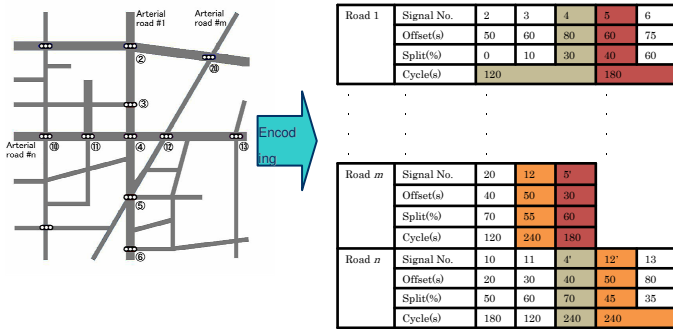 Arterial road #1
Arterial road #m
②
⑳
③
Arterial road #n
⑩
⑪
④
⑫
⑬
⑤
⑥
Encod
ing
Road 1 Signal No. 2 3 4 5 6
Offset(s) 50 60 80 60 75
Split(%) 0 10 30 40 60
Cycle(s) 120 180
Road m Signal No. 20 12 5'
Offset(s) 40 50 30
Split(%) 70 55 60
Cycle(s) 120 240 180
Road n Signal No. 10 11 4' 12' 13
Offset(s) 20 30 40 50 80
Split(%) 50 60 70 45 35
Cycle(s) 180 120 240 240